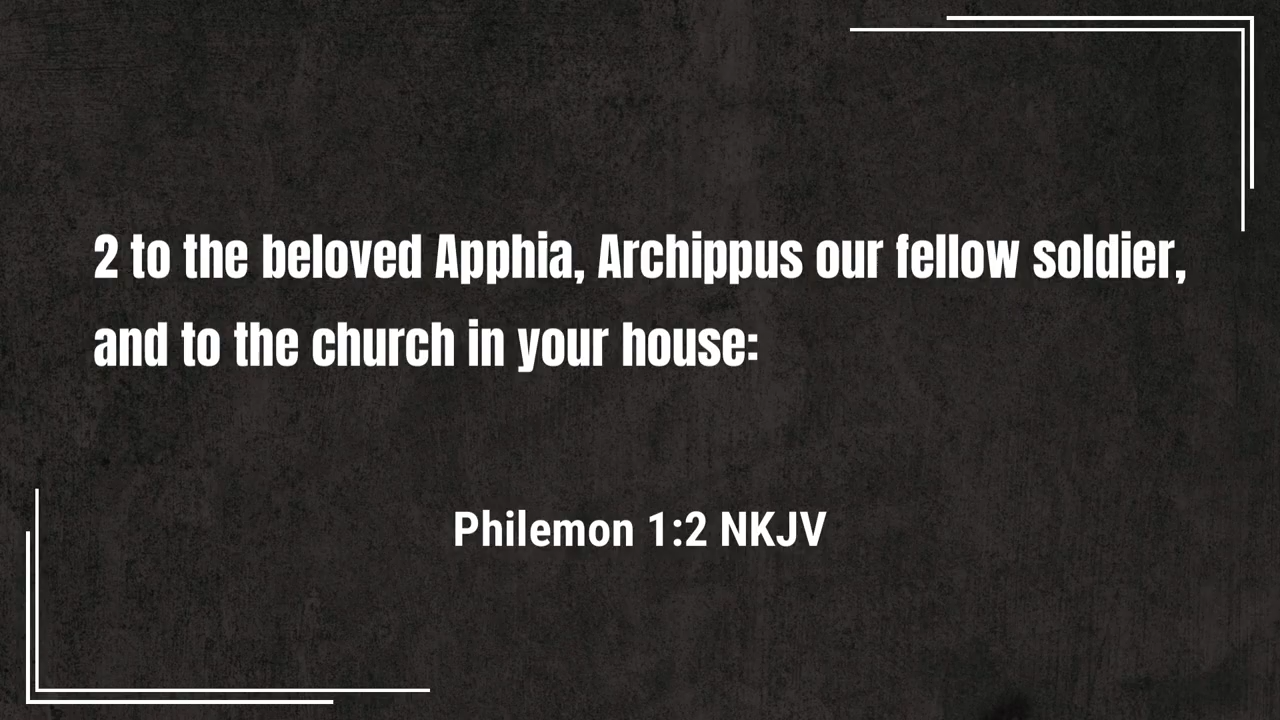 2 to the beloved Apphia, Archippus our fellow soldier,
and to the church in your house:
Philemon 1:2 NKJV